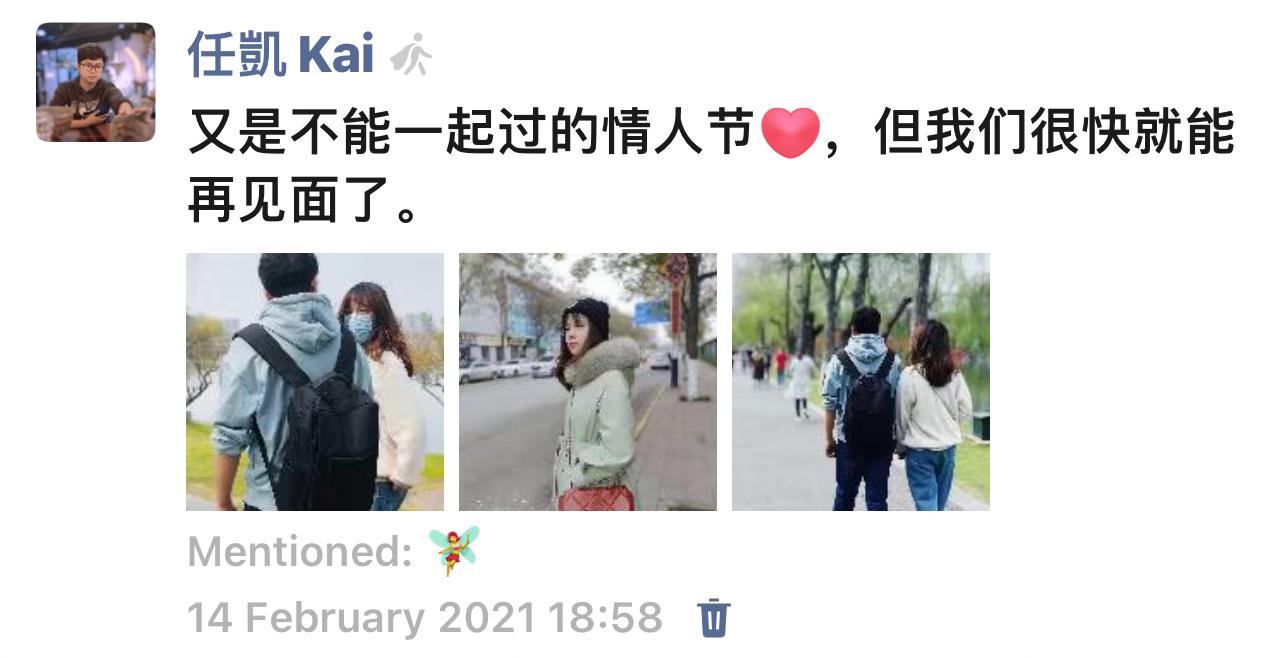 任凱 Kai
又是不能一起过的情人节❤️，但我们很快就能
再见面了。
Mentioned: 🧚‍♀️
14 February 2021 18:58